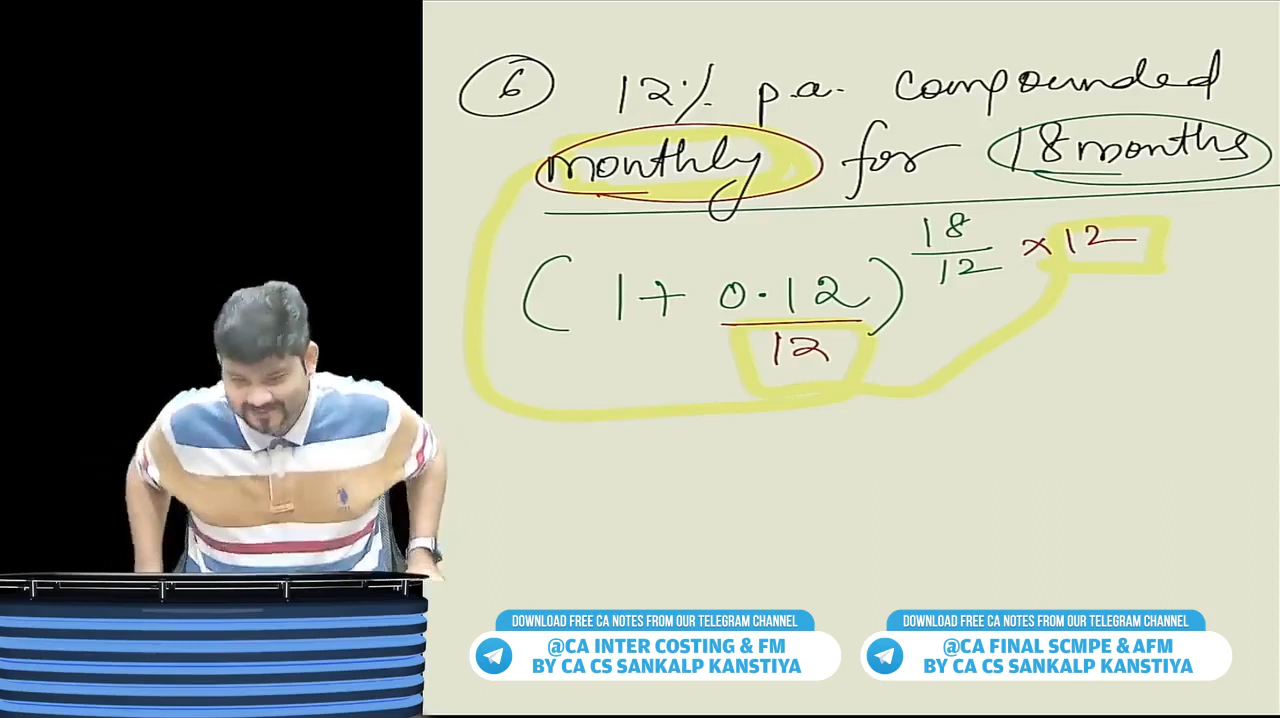 6 12% p.a. compounded
monthly for 18 months
(1 + 0.12/12)^(18/12 × 12)
DOWNLOAD FREE CA NOTES FROM OUR TELEGRAM CHANNEL
@CA INTER COSTING & FM
BY CA CS SANKALP KANSTIYA
DOWNLOAD FREE CA NOTES FROM OUR TELEGRAM CHANNEL
@CA FINAL SCMPE & AFM
BY CA CS SANKALP KANSTIYA